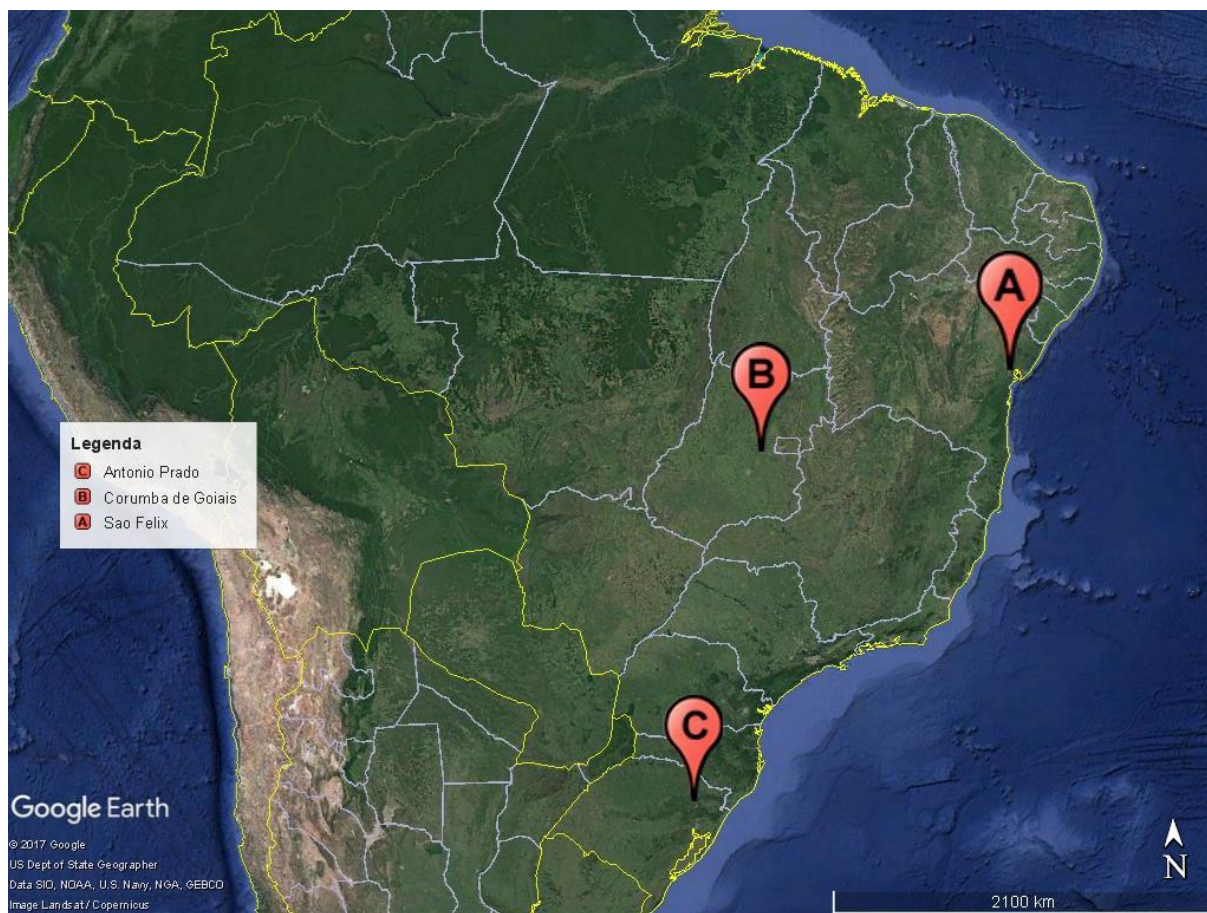 A
B
Legenda
C Antonio Prado
B Corumba de Goiais
A Sao Felix
C
Google Earth
© 2017 Google
US Dept of State Geographer
Data SIO, NOAA, U.S. Navy, NGA, GEBCO
Image Landsat / Copernicus
N
2100 km